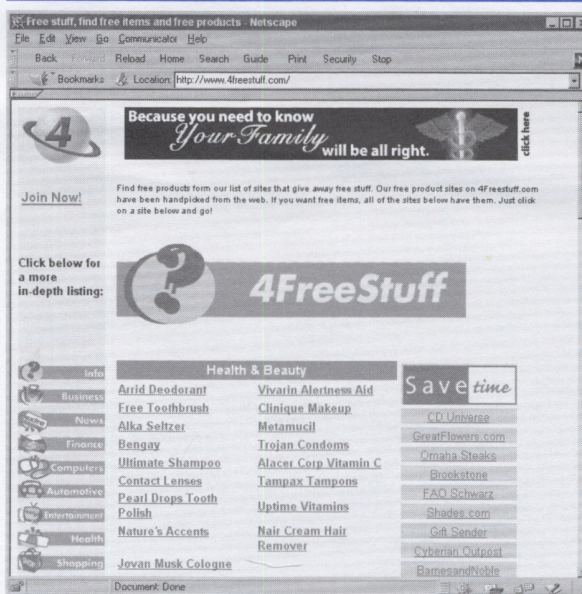 Free stuff, find free items and free products - Netscape
File Edit View Go Communicator Help
Back Forward Reload Home Search Guide Print Security Stop
Bookmarks Location: http://www.4freestuff.com/
4
Because you need to know
Your Family
will be all right.
click here
Join Now!
Find free products form our list of sites that give away free stuff. Our free product sites on 4Freestuff.com
have been handpicked from the web. If you want free items, all of the sites below have them. Just click
on a site below and go!
Click below for
a more
in-depth listing:
4FreeStuff
Info
Business
News
Finance
Computers
Automotive
Entertainment
Health
Shopping
Health & Beauty
Arrid Deodorant
Free Toothbrush
Alka Seltzer
Bengay
Ultimate Shampoo
Contact Lenses
Pearl Drops Tooth
Polish
Nature's Accents
Jovan Musk Cologne
Vivarin Alertness Aid
Clinique Makeup
Metamucil
Trojan Condoms
Alacer Corp Vitamin C
Tampax Tampons
Uptime Vitamins
Nair Cream Hair
Remover
Save time
CD Universe
GreatFlowers.com
Omaha Steaks
Brookstone
FAO Schwarz
Shades.com
Gift Sender
Cyberian Outpost
BarnesandNoble
Document: Done